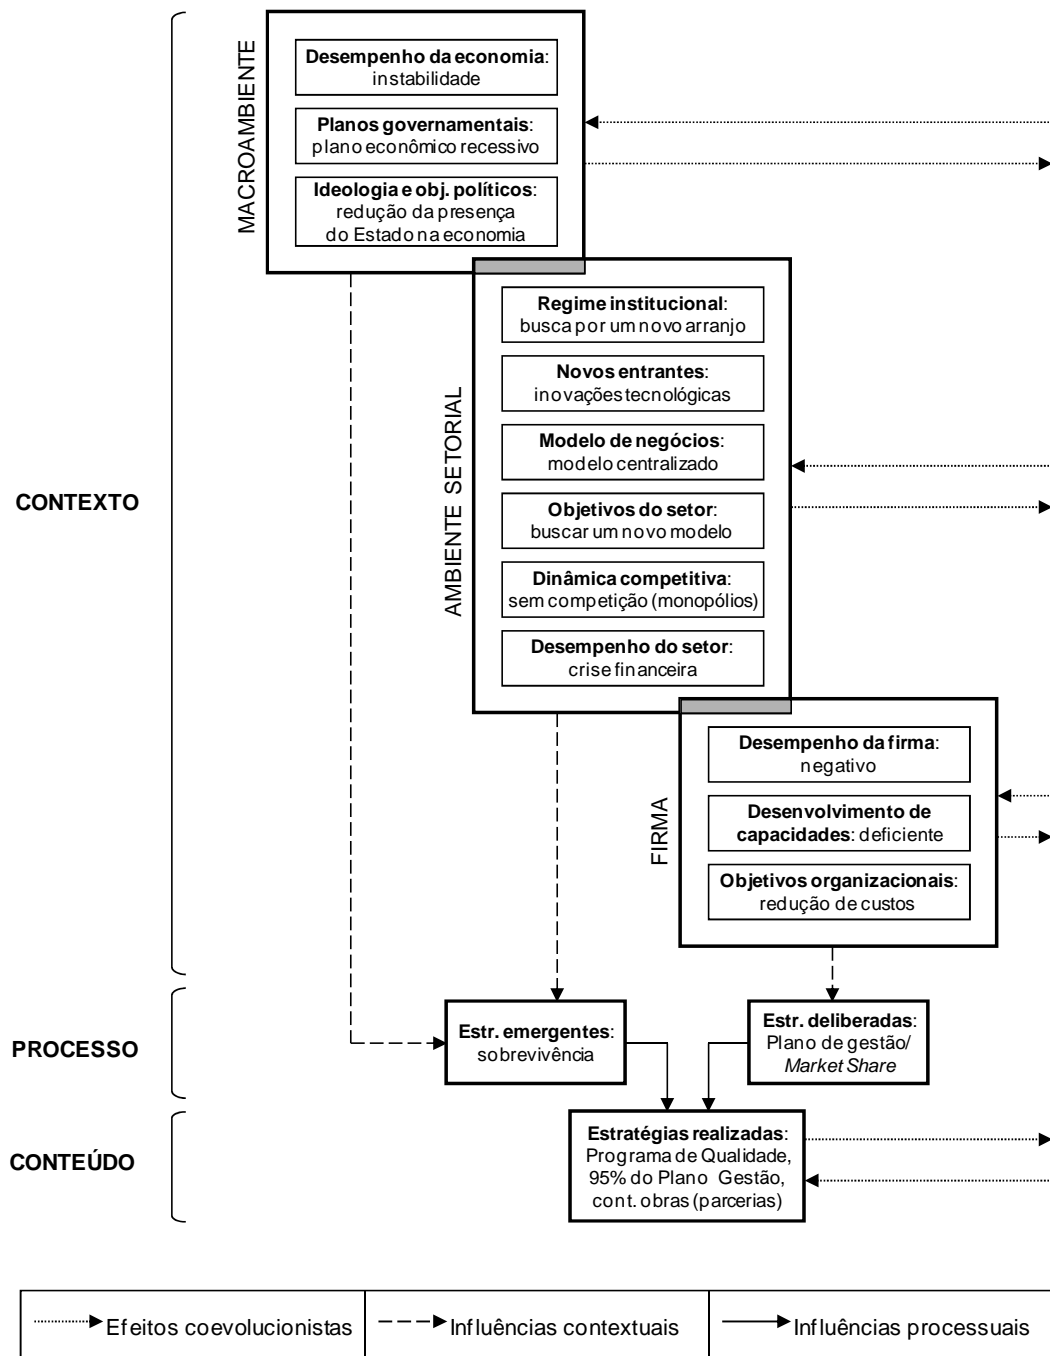 MACROAMBIENTE
Desempenho da economia:
instabilidade
Planos governamentais:
plano econômico recessivo
Ideologia e obj. políticos:
redução da presença
do Estado na economia
AMBIENTE SETORIAL
Regime institucional:
busca por um novo arranjo
Novos entrantes:
inovações tecnológicas
Modelo de negócios:
modelo centralizado
CONTEXTO
Objetivos do setor:
buscar um novo modelo
Dinâmica competitiva:
sem competição (monopólios)
Desempenho do setor:
crise financeira
FIRMA
Desempenho da firma:
negativo
Desenvolvimento de
capacidades: deficiente
Objetivos organizacionais:
redução de custos
PROCESSO
Estr. emergentes:
sobrevivência
Estr. deliberadas:
Plano de gestão/
Market Share
CONTEÚDO
Estratégias realizadas:
Programa de Qualidade,
95% do Plano Gestão,
cont. obras (parcerias)
Efeitos coevolucionistas
Influências contextuais
Influências processuais